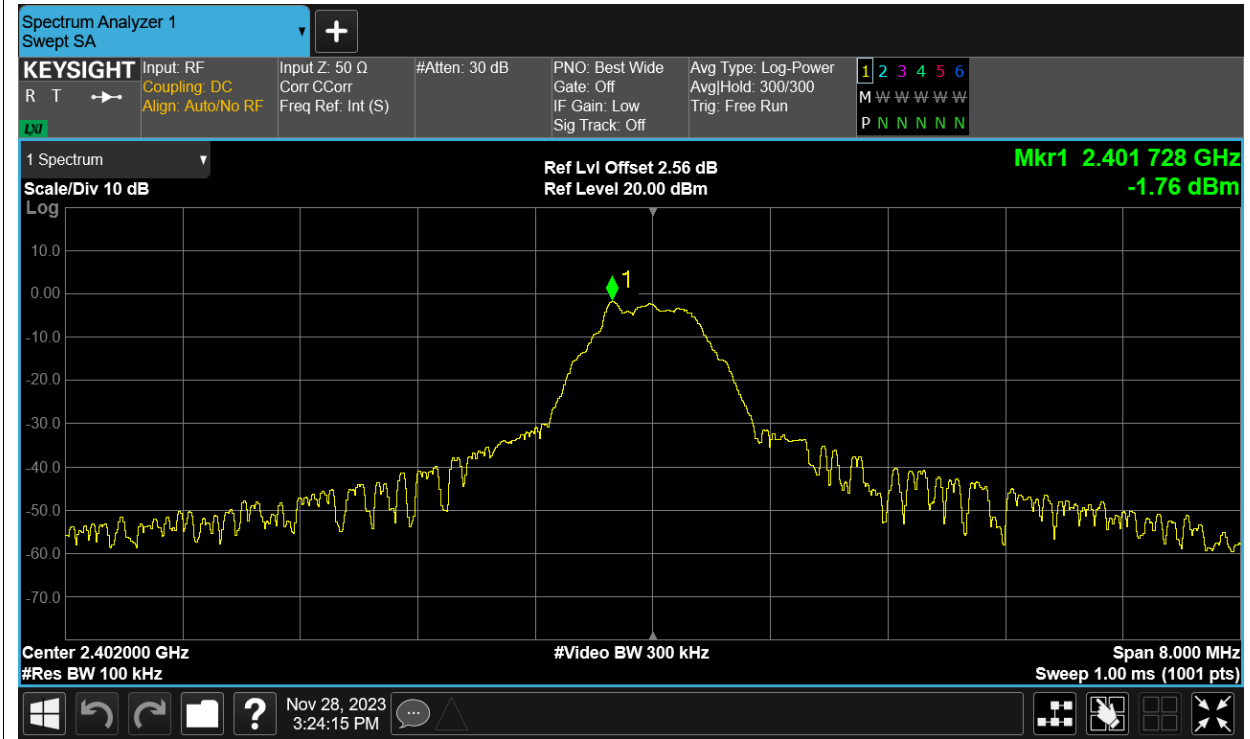 Spectrum Analyzer 1
Swept SA
KEYSIGHT
R T
LXI
Input: RF
Coupling: DC
Align: Auto/No RF
Input Z: 50 Ω
Corr CCorr
Freq Ref: Int (S)
#Atten: 30 dB
PNO: Best Wide
Gate: Off
IF Gain: Low
Sig Track: Off
Avg Type: Log-Power
Avg|Hold: 300/300
Trig: Free Run
1 2 3 4 5 6
M W W W W W W
P N N N N N N
1 Spectrum
Scale/Div 10 dB
Log
Ref Lvl Offset 2.56 dB
Ref Level 20.00 dBm
Mkr1 2.401 728 GHz
-1.76 dBm
10.0
0.00
-10.0
-20.0
-30.0
-40.0
-50.0
-60.0
-70.0
1
Center 2.402000 GHz
#Res BW 100 kHz
#Video BW 300 kHz
Span 8.000 MHz
Sweep 1.00 ms (1001 pts)
?
Nov 28, 2023
3:24:15 PM